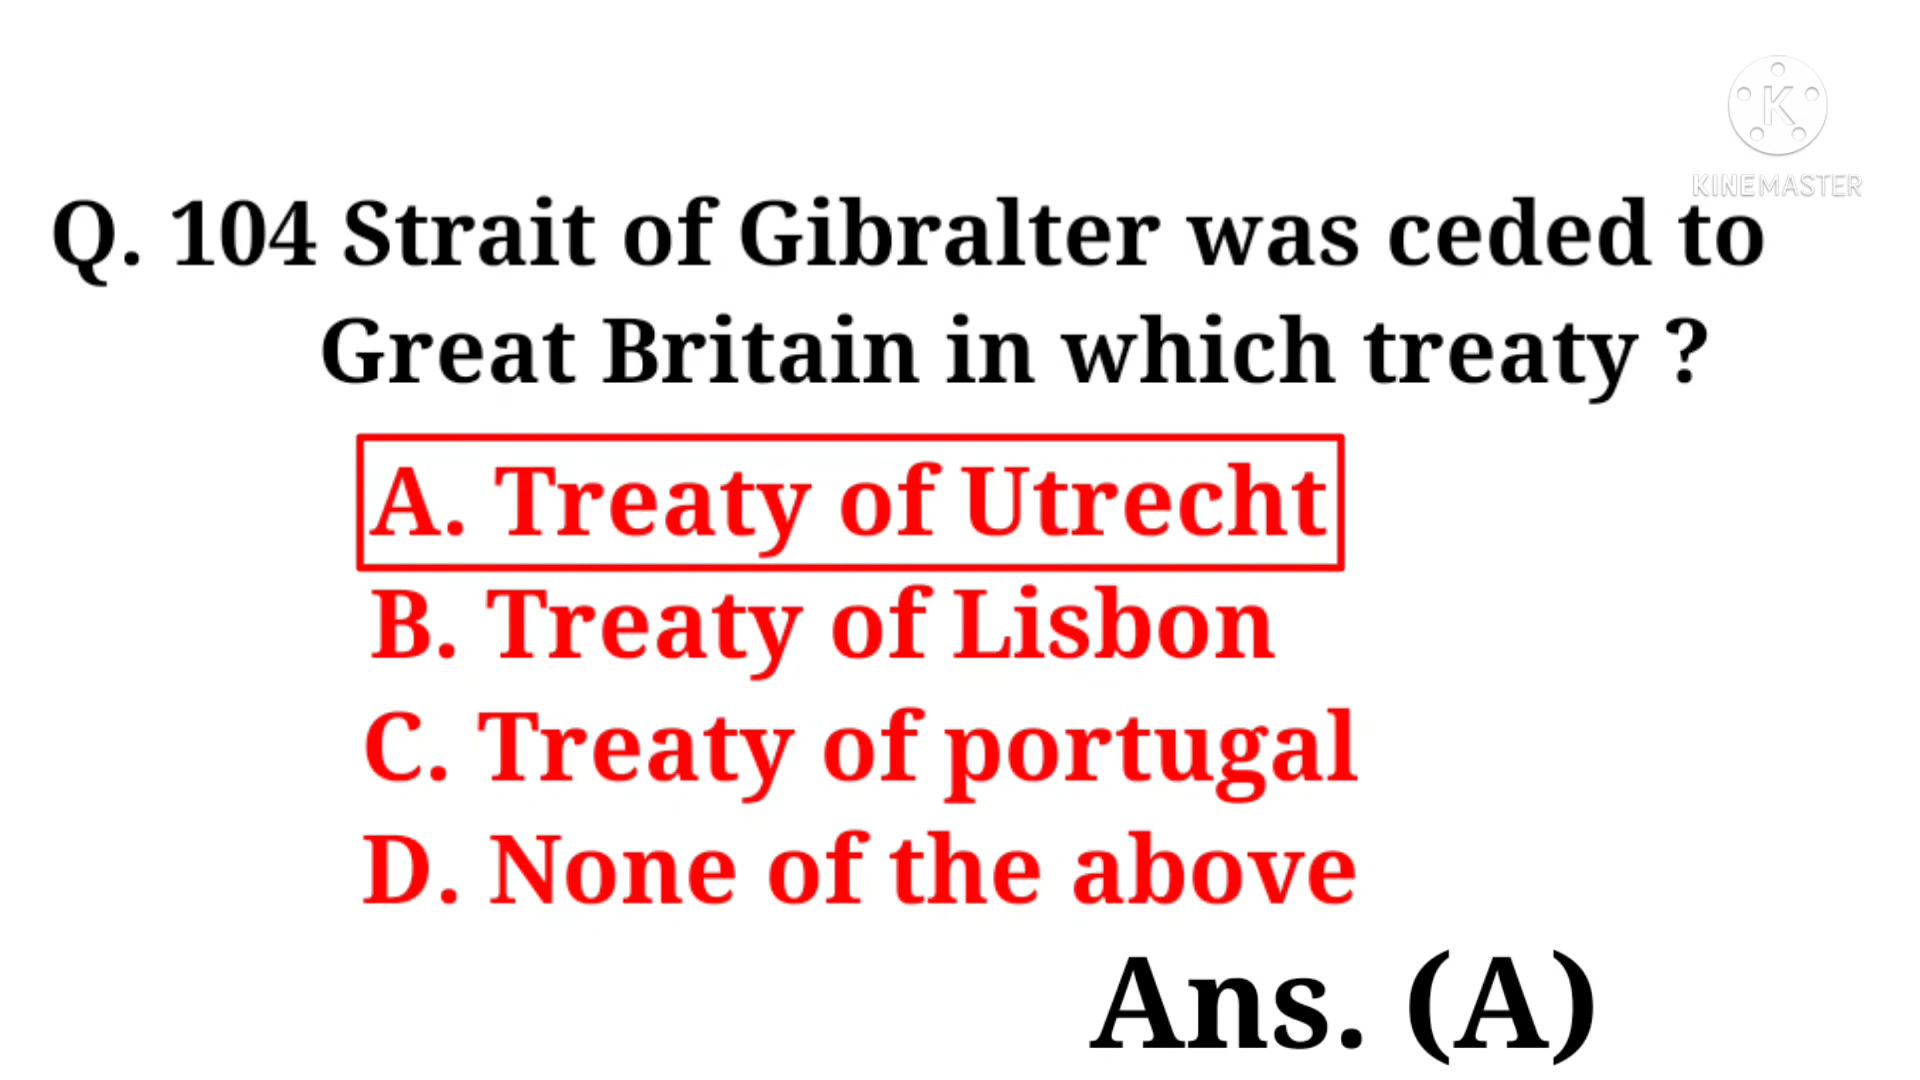 K
KINEMASTER
Q. 104 Strait of Gibralter was ceded to
Great Britain in which treaty ?
A. Treaty of Utrecht
B. Treaty of Lisbon
C. Treaty of portugal
D. None of the above
Ans. (A)